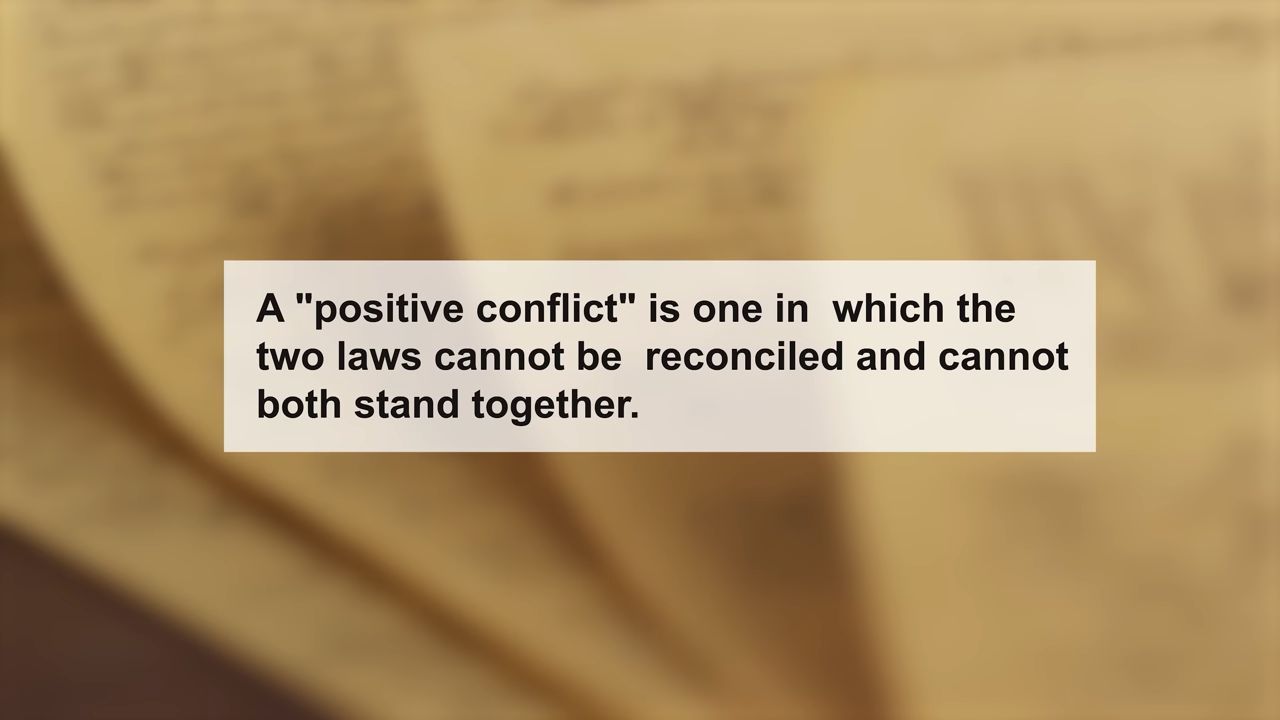 A "positive conflict" is one in  which the
two laws cannot be  reconciled and cannot
both stand together.